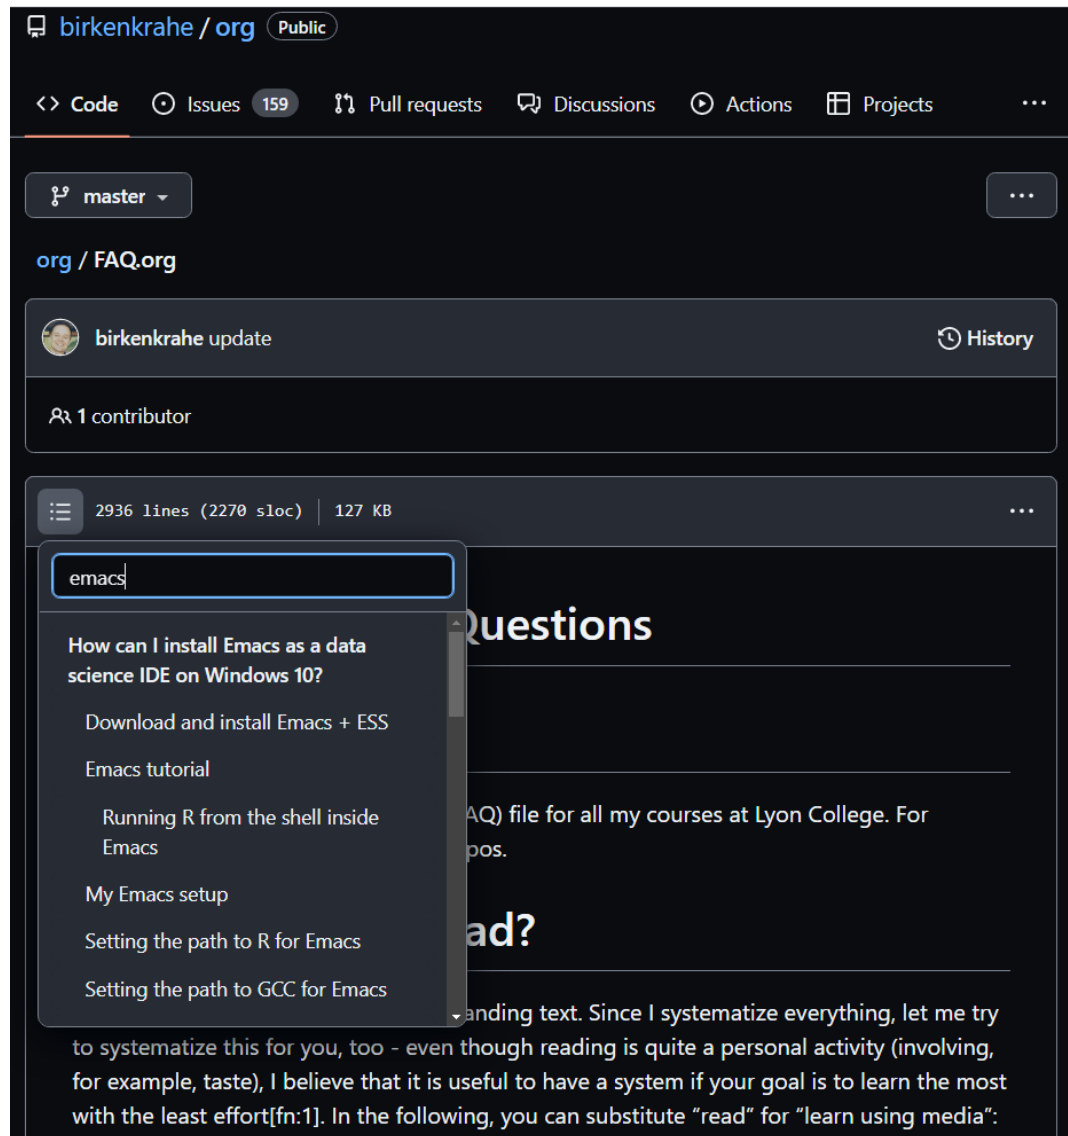 birkenkrahe / org Public
Code Issues 159 Pull requests Discussions Actions Projects ...
master ...
org / FAQ.org
birkenkrahe update History
1 contributor
2936 lines (2270 sloc) 127 KB ...
emacs
How can I install Emacs as a data
science IDE on Windows 10?
Download and install Emacs + ESS
Emacs tutorial
Running R from the shell inside
Emacs
My Emacs setup
Setting the path to R for Emacs
Setting the path to GCC for Emacs
Questions
AQ) file for all my courses at Lyon College. For
pos.
ad?
anding text. Since I systematize everything, let me try
to systematize this for you, too - even though reading is quite a personal activity (involving,
for example, taste), I believe that it is useful to have a system if your goal is to learn the most
with the least effort[fn:1]. In the following, you can substitute “read” for “learn using media”: